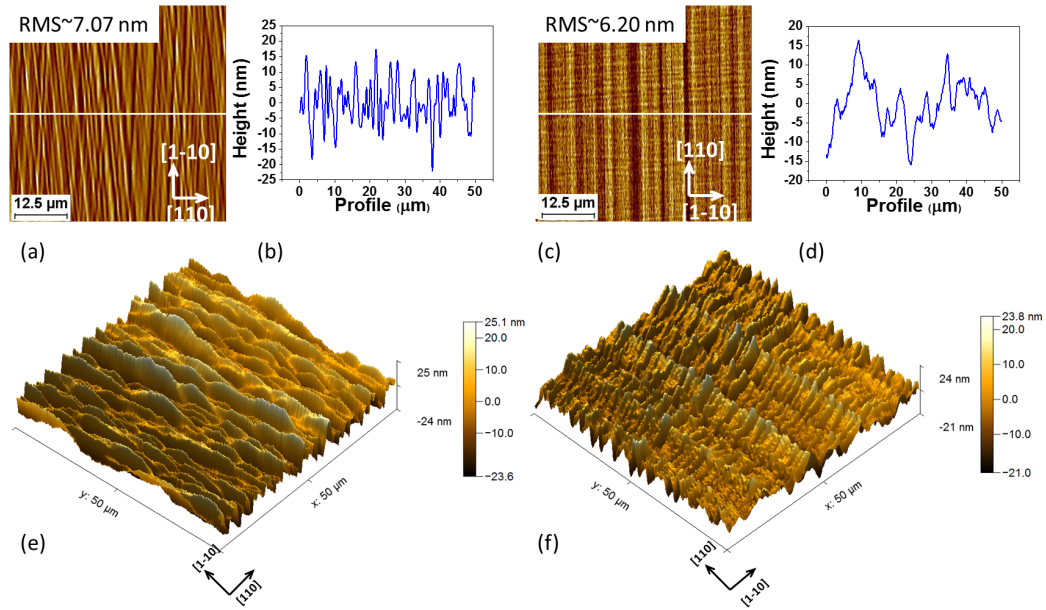 RMS~7.07 nm
[1-10]
[110]
12.5 µm
25
20
15
10
5
0
-5
-10
-15
-20
-25
Height (nm)
0 10 20 30 40 50
Profile (µm)
RMS~6.20 nm
[110]
[1-10]
12.5 µm
20
15
10
5
0
-5
-10
-15
-20
Height (nm)
0 10 20 30 40 50
Profile (µm)
(a)
(b)
(c)
(d)
25.1 nm
20.0
10.0
0.0
−10.0
−23.6
25 nm
-24 nm
x: 50 µm
y: 50 µm
[1-10]
[110]
(e)
23.8 nm
20.0
10.0
0.0
−10.0
−21.0
24 nm
-21 nm
x: 50 µm
y: 50 µm
[110]
[1-10]
(f)